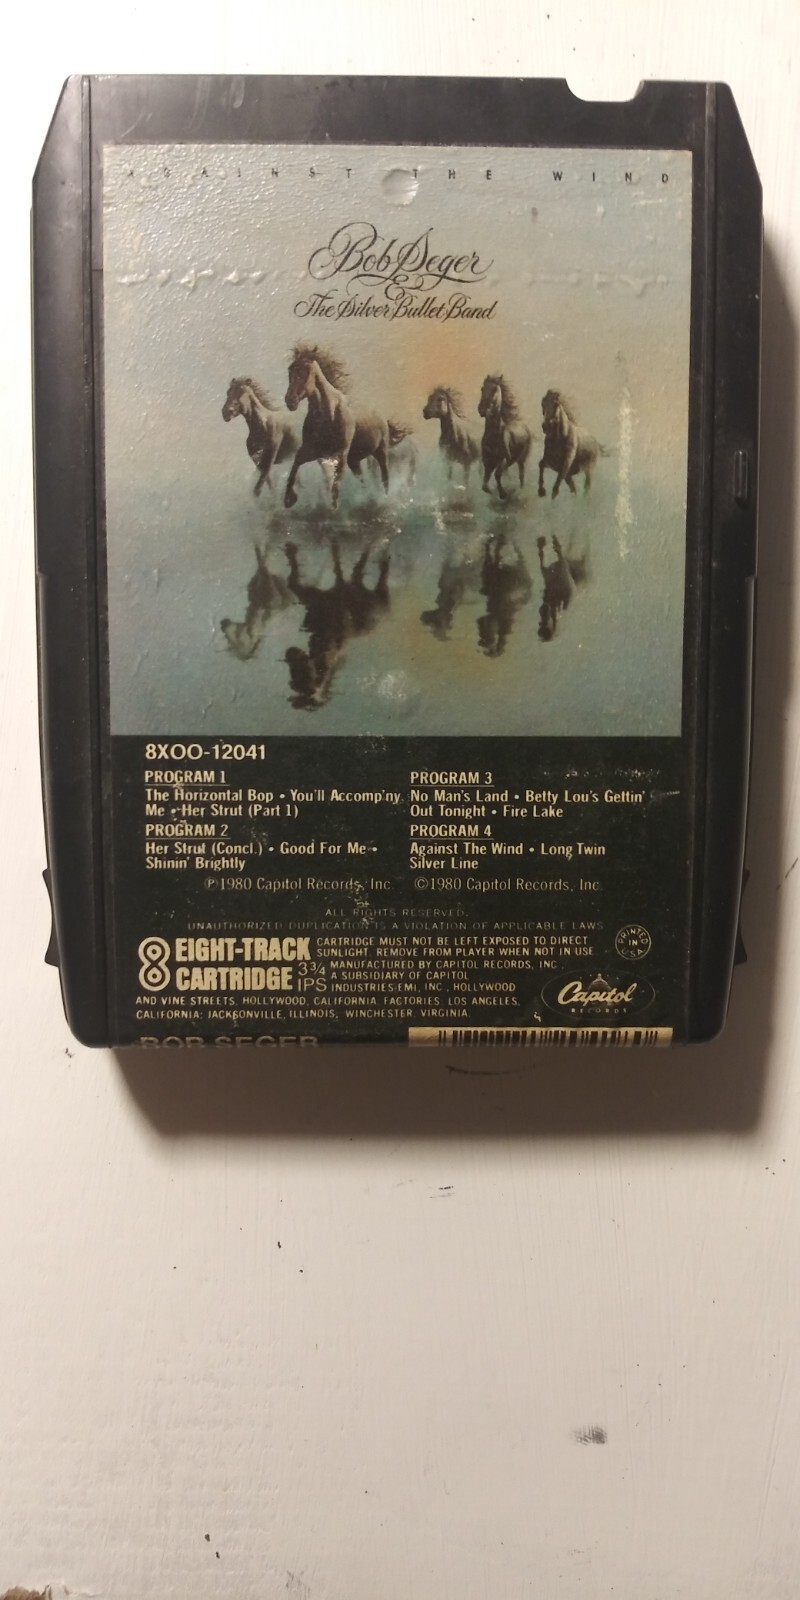 AGAINST THE WIND
Bob Seger
&
The Silver Bullet Band
8XOO-12041
PROGRAM 1
The Horizontal Bop • You'll Accomp'ny
Me • Her Strut (Part 1)
PROGRAM 2
Her Strut (Concl.) • Good For Me •
Shinin' Brightly
PROGRAM 3
No Man's Land • Betty Lou's Gettin'
Out Tonight • Fire Lake
PROGRAM 4
Against The Wind • Long Twin
Silver Line
℗1980 Capitol Records, Inc. ©1980 Capitol Records, Inc.
ALL RIGHTS RESERVED.
UNAUTHORIZED DUPLICATION IS A VIOLATION OF APPLICABLE LAWS
8 EIGHT-TRACK
CARTRIDGE
3¾
IPS
CARTRIDGE MUST NOT BE LEFT EXPOSED TO DIRECT
SUNLIGHT. REMOVE FROM PLAYER WHEN NOT IN USE.
MANUFACTURED BY CAPITOL RECORDS, INC.,
A SUBSIDIARY OF CAPITOL
INDUSTRIES-EMI, INC., HOLLYWOOD
AND VINE STREETS, HOLLYWOOD, CALIFORNIA. FACTORIES: LOS ANGELES,
CALIFORNIA; JACKSONVILLE, ILLINOIS; WINCHESTER, VIRGINIA.
PRINTED
IN
USA
Capitol
RECORDS
BOB SEGER